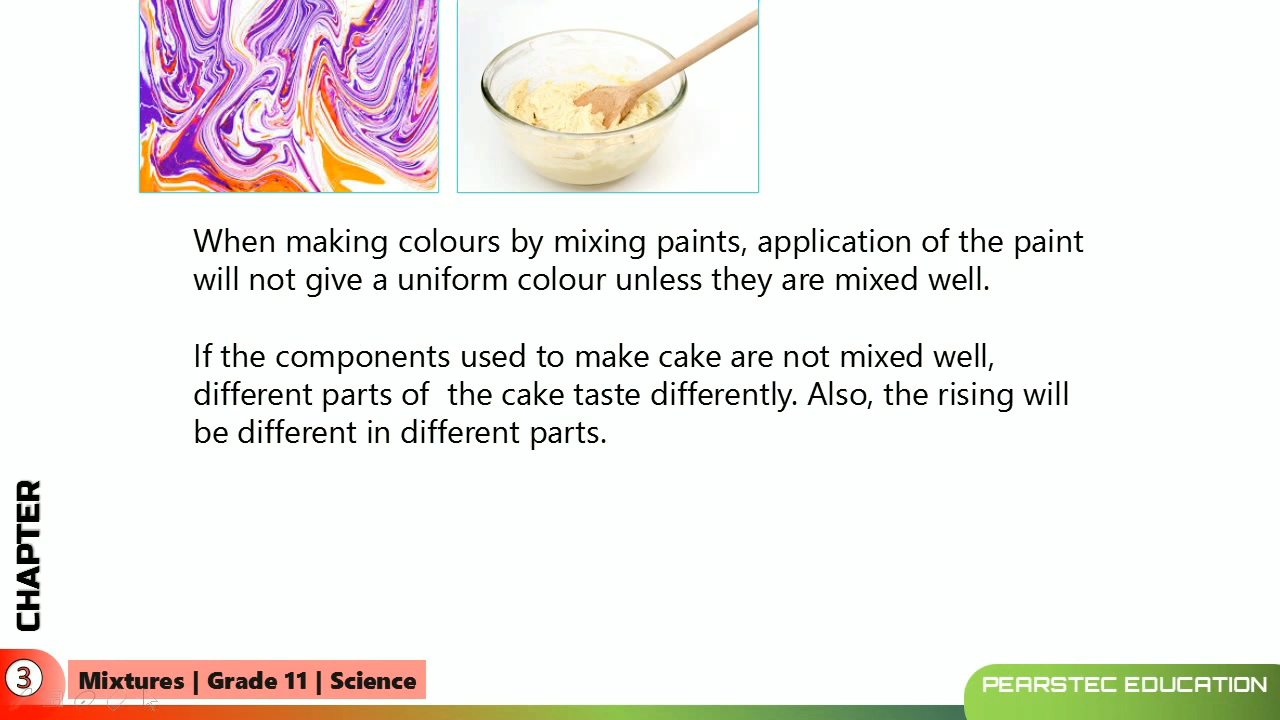 When making colours by mixing paints, application of the paint
will not give a uniform colour unless they are mixed well.
If the components used to make cake are not mixed well,
different parts of  the cake taste differently. Also, the rising will
be different in different parts.
CHAPTER
3
Mixtures | Grade 11 | Science
PEARSTEC EDUCATION